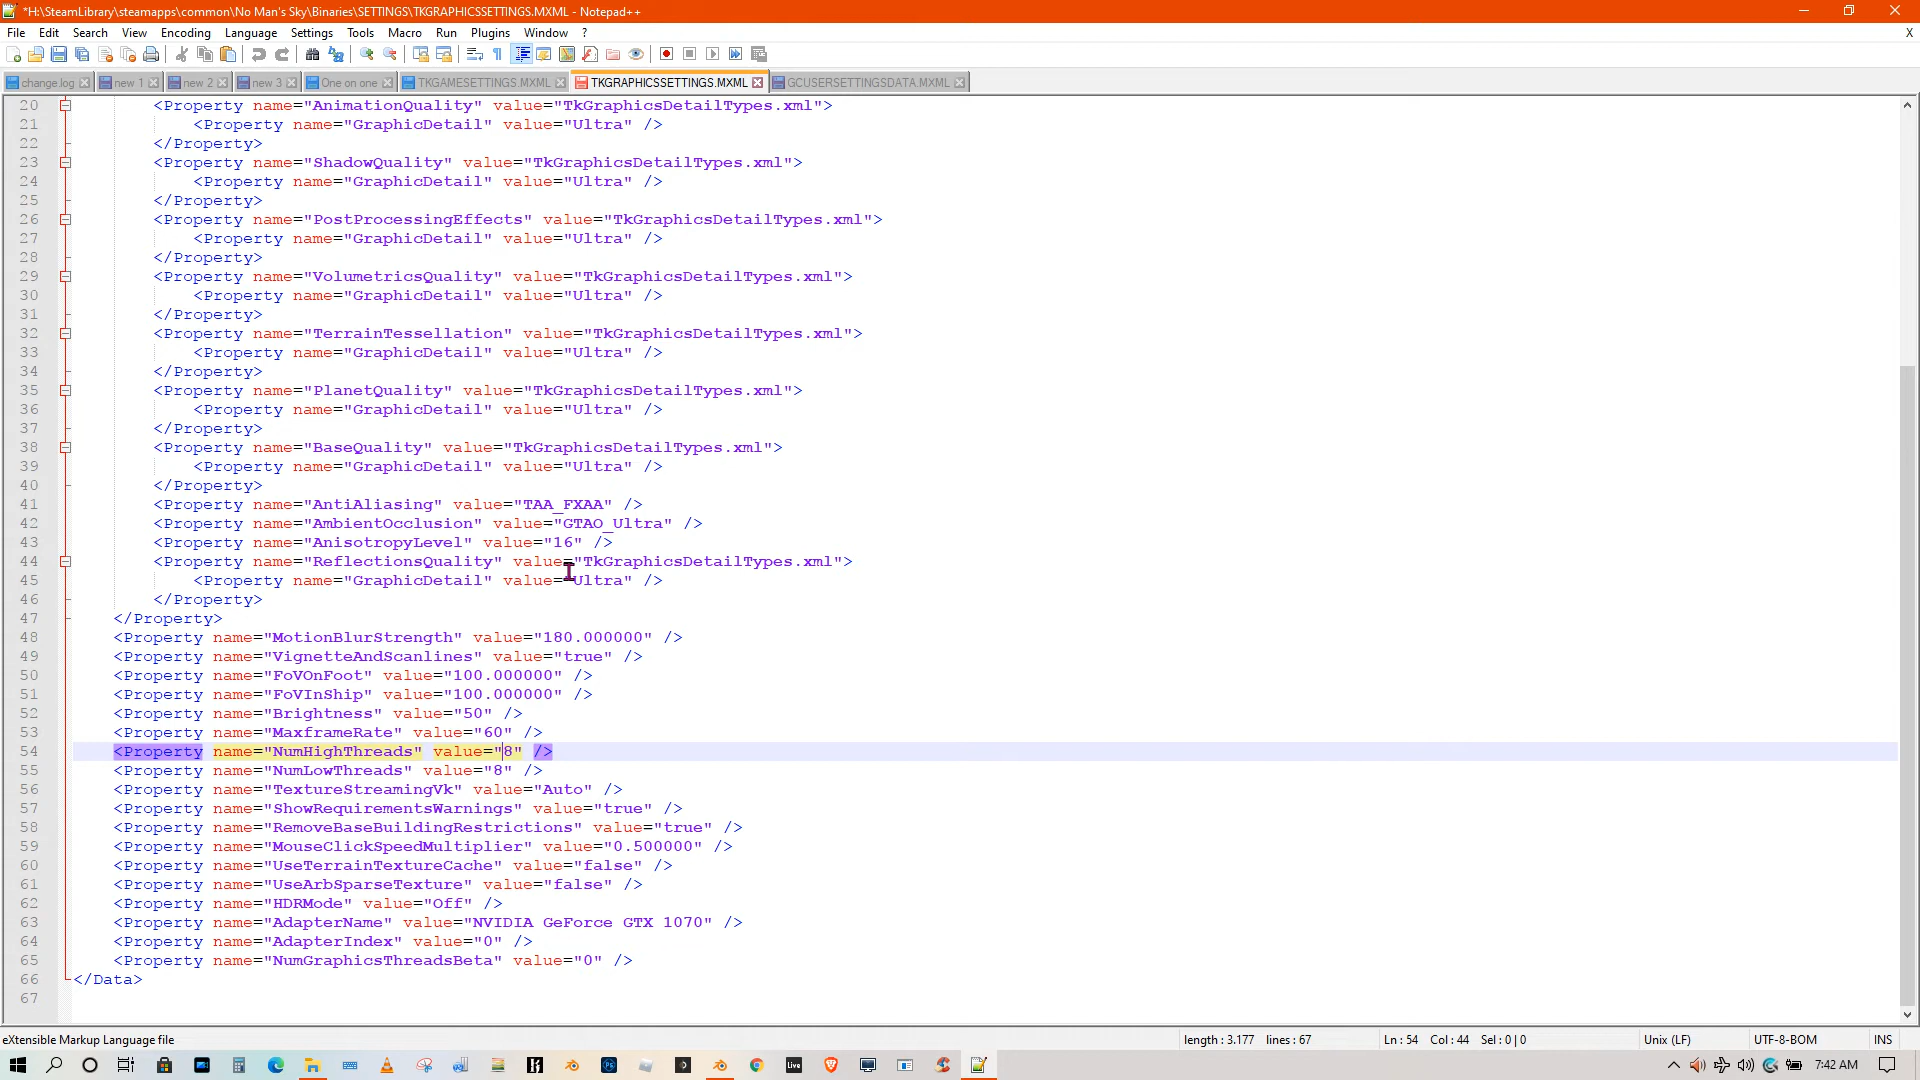 *H:\SteamLibrary\steamapps\common\No Man's Sky\Binaries\SETTINGS\TKGRAPHICSSETTINGS.MXML - Notepad++
File Edit Search View Encoding Language Settings Tools Macro Run Plugins Window ? X
change.log new 1 new 2 new 3 One on one TKGAMESETTINGS.MXML TKGRAPHICSSETTINGS.MXML GCUSERSETTINGSDATA.MXML
20 <Property name="AnimationQuality" value="TkGraphicsDetailTypes.xml">
21 <Property name="GraphicDetail" value="Ultra" />
22 </Property>
23 <Property name="ShadowQuality" value="TkGraphicsDetailTypes.xml">
24 <Property name="GraphicDetail" value="Ultra" />
25 </Property>
26 <Property name="PostProcessingEffects" value="TkGraphicsDetailTypes.xml">
27 <Property name="GraphicDetail" value="Ultra" />
28 </Property>
29 <Property name="VolumetricsQuality" value="TkGraphicsDetailTypes.xml">
30 <Property name="GraphicDetail" value="Ultra" />
31 </Property>
32 <Property name="TerrainTessellation" value="TkGraphicsDetailTypes.xml">
33 <Property name="GraphicDetail" value="Ultra" />
34 </Property>
35 <Property name="PlanetQuality" value="TkGraphicsDetailTypes.xml">
36 <Property name="GraphicDetail" value="Ultra" />
37 </Property>
38 <Property name="BaseQuality" value="TkGraphicsDetailTypes.xml">
39 <Property name="GraphicDetail" value="Ultra" />
40 </Property>
41 <Property name="AntiAliasing" value="TAA_FXAA" />
42 <Property name="AmbientOcclusion" value="GTAO_Ultra" />
43 <Property name="AnisotropyLevel" value="16" />
44 <Property name="ReflectionsQuality" value="TkGraphicsDetailTypes.xml">
45 <Property name="GraphicDetail" value="Ultra" />
46 </Property>
47 </Property>
48 <Property name="MotionBlurStrength" value="180.000000" />
49 <Property name="VignetteAndScanlines" value="true" />
50 <Property name="FoVOnFoot" value="100.000000" />
51 <Property name="FoVInShip" value="100.000000" />
52 <Property name="Brightness" value="50" />
53 <Property name="MaxframeRate" value="60" />
54 <Property name="NumHighThreads" value="8" />
55 <Property name="NumLowThreads" value="8" />
56 <Property name="TextureStreamingVk" value="Auto" />
57 <Property name="ShowRequirementsWarnings" value="true" />
58 <Property name="RemoveBaseBuildingRestrictions" value="true" />
59 <Property name="MouseClickSpeedMultiplier" value="0.500000" />
60 <Property name="UseTerrainTextureCache" value="false" />
61 <Property name="UseArbSparseTexture" value="false" />
62 <Property name="HDRMode" value="Off" />
63 <Property name="AdapterName" value="NVIDIA GeForce GTX 1070" />
64 <Property name="AdapterIndex" value="0" />
65 <Property name="NumGraphicsThreadsBeta" value="0" />
66 </Data>
67
eXtensible Markup Language file length : 3.177 lines : 67 Ln : 54 Col : 44 Sel : 0 | 0 Unix (LF) UTF-8-BOM INS
Live 7:42 AM